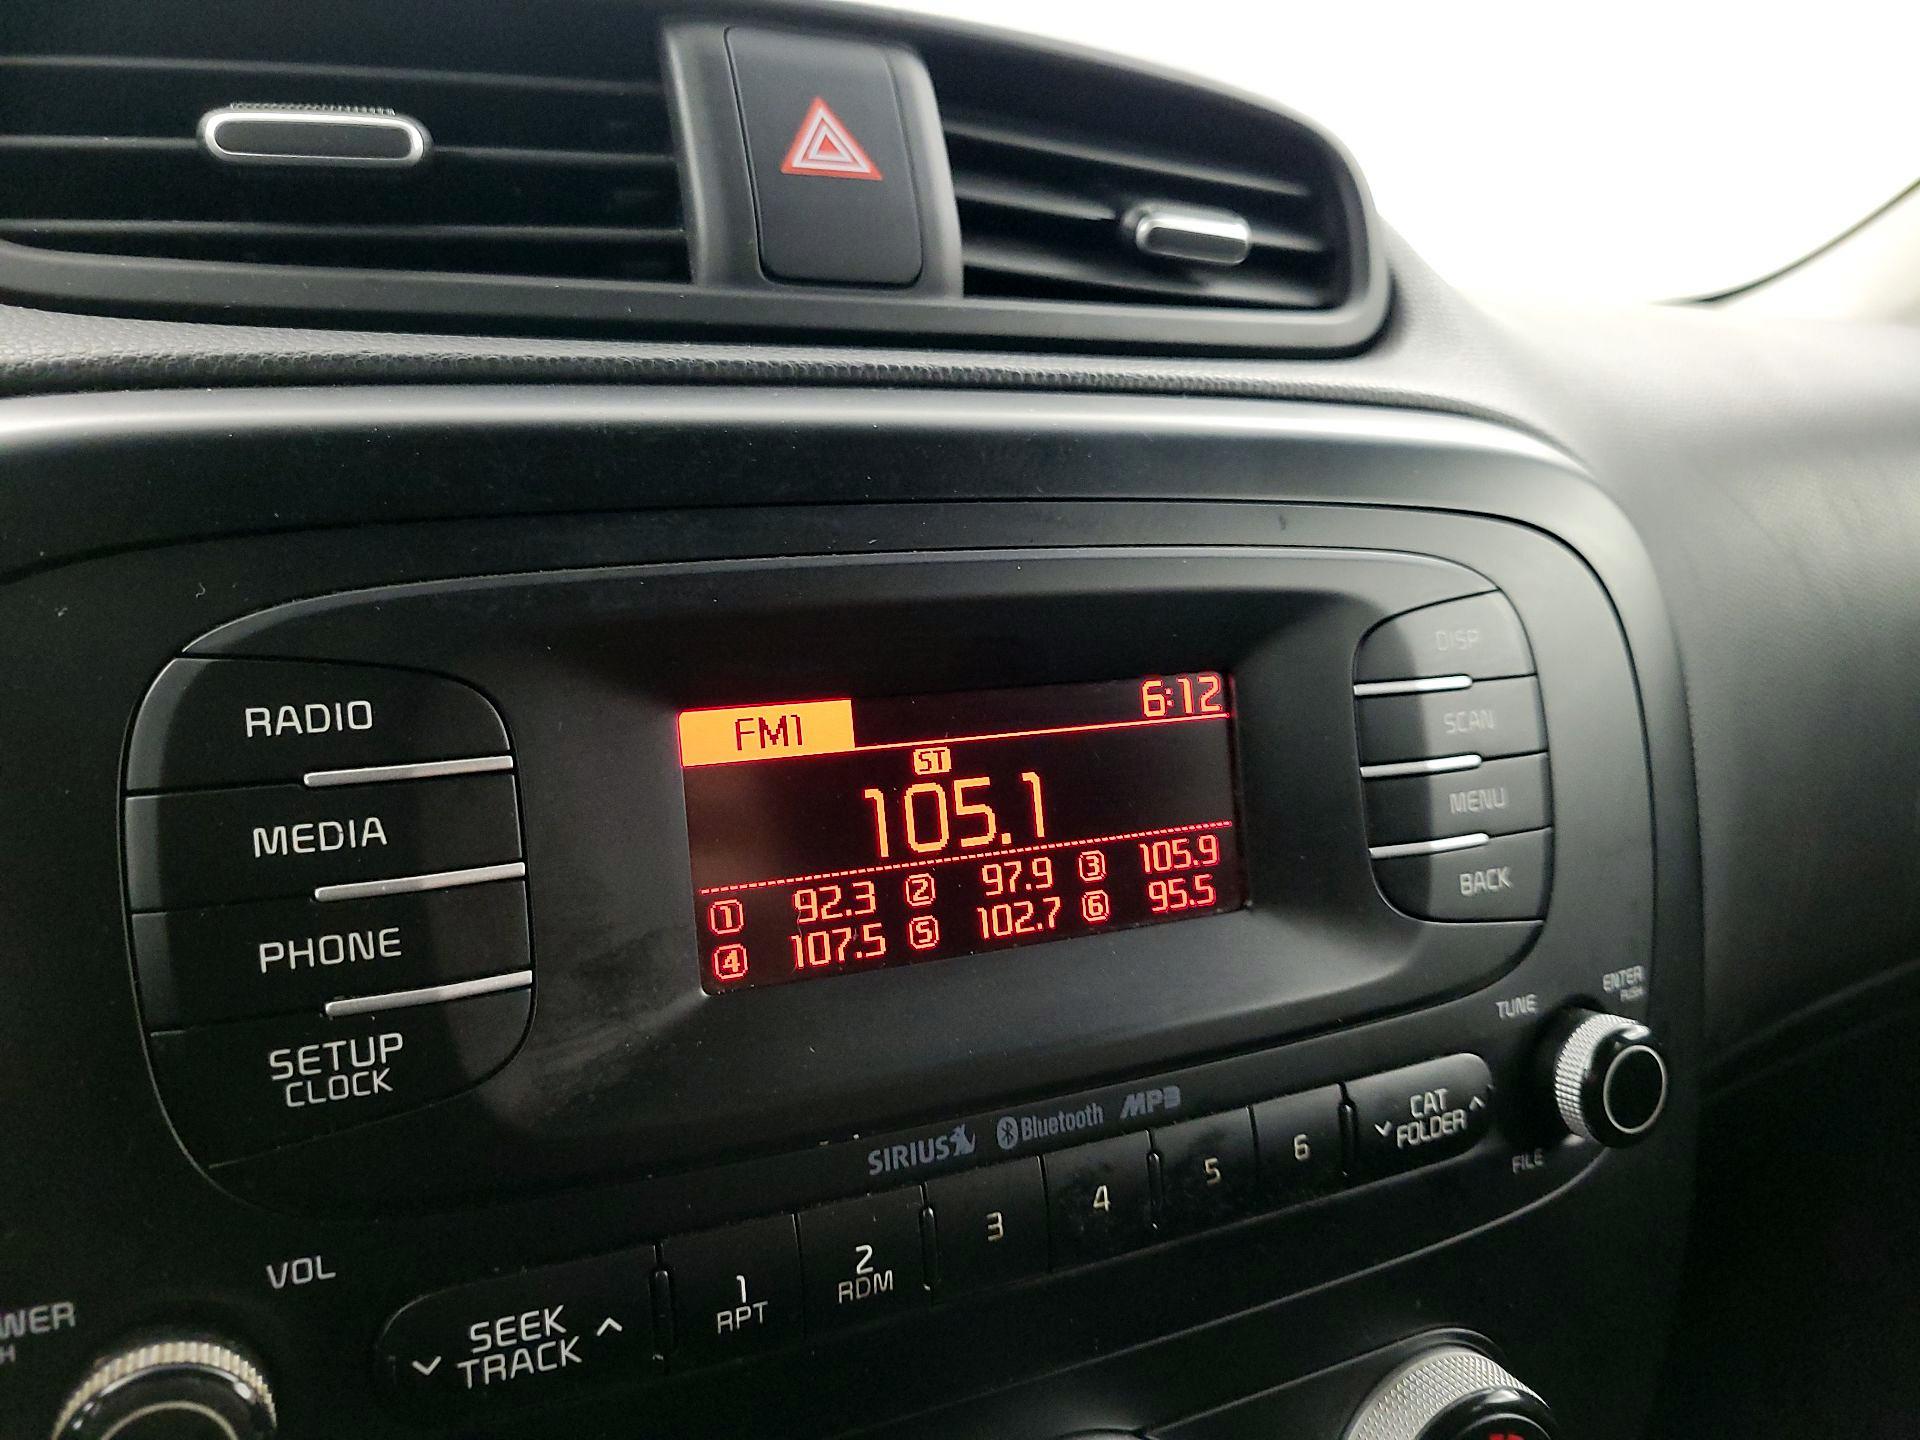 RADIO
MEDIA
PHONE
SETUP
CLOCK
FM1
6:12
ST
105.1
1 92.3 2 97.9 3 105.9
4 107.5 5 102.7 6 95.5
DISP
SCAN
MENU
BACK
TUNE
ENTER
PUSH
FILE
SIRIUS Bluetooth MP3
VOL
WER
H
SEEK
TRACK
1
RPT
2
RDM
3
4
5
6
CAT
FOLDER